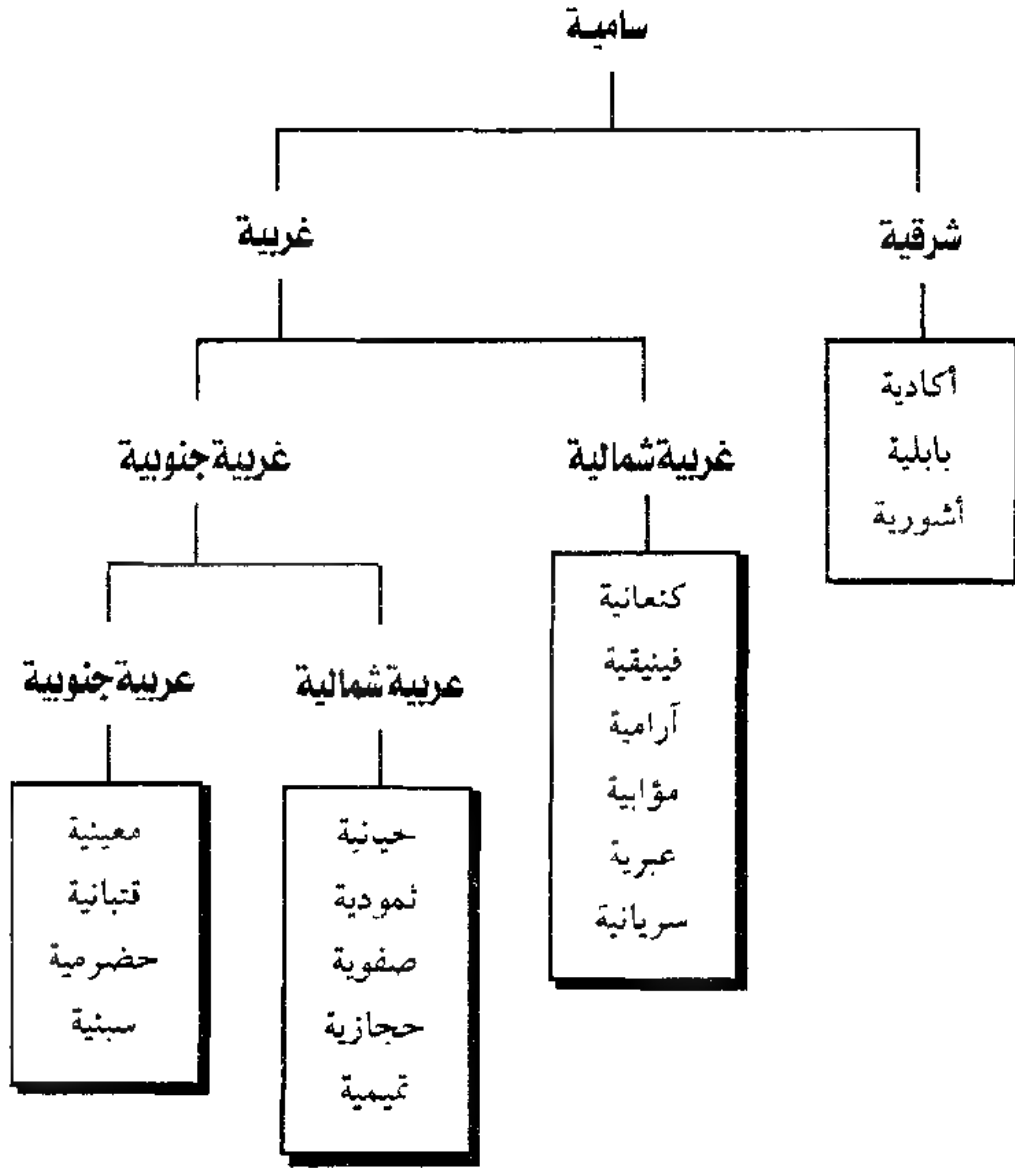 سامية
شرقية
غربية
أكادية
بابلية
أشورية
غربية شمالية
غربية جنوبية
كنعانية
فينيقية
آرامية
مؤابية
عبرية
سريانية
عربية شمالية
عربية جنوبية
حيانية
ثمودية
صفوية
حجازية
تميمية
معينية
قتبانية
حضرمية
سبئية